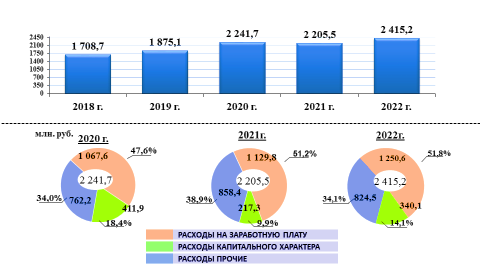 1 708,7
1 875,1
2 241,7
2 205,5
2 415,2
2450
2100
1750
1400
1050
700
350
0
2018 г.
2019 г.
2020 г.
2021 г.
2022 г.
млн. руб.
2020 г.
2021г.
2022г.
1 067,6
47,6%
2 241,7
34,0%
762,2
411,9
18,4%
1 129,8
51,2%
2 205,5
38,9%
858,4
217,3
9,9%
1 250,6
51,8%
2 415,2
34,1%
824,5
340,1
14,1%
РАСХОДЫ НА ЗАРАБОТНУЮ ПЛАТУ
РАСХОДЫ КАПИТАЛЬНОГО ХАРАКТЕРА
РАСХОДЫ ПРОЧИЕ